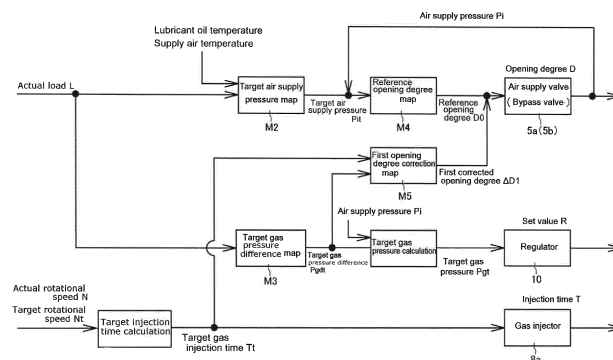 Lubricant oil temperature
Supply air temperature
Air supply pressure Pi
Actual load L
Target air supply
pressure map
M2
Target air
supply pressure Pit
Reference
opening degree
map
M4
Reference
opening
degree D0
Opening degree D
Air supply valve
(Bypass valve)
5a(5b)
First opening
degree correction
map
M5
First corrected
opening degree ΔD1
Air supply pressure Pi
Target gas
pressure difference map
M3
Target gas
pressure difference Pgdt
Target gas
pressure calculation
Target gas
pressure Pgt
Set value R
Regulator
10
Actual rotational
speed N
Target rotational
speed Nt
Target injection
time calculation
Target gas
injection time Tt
Injection time T
Gas injector
8a